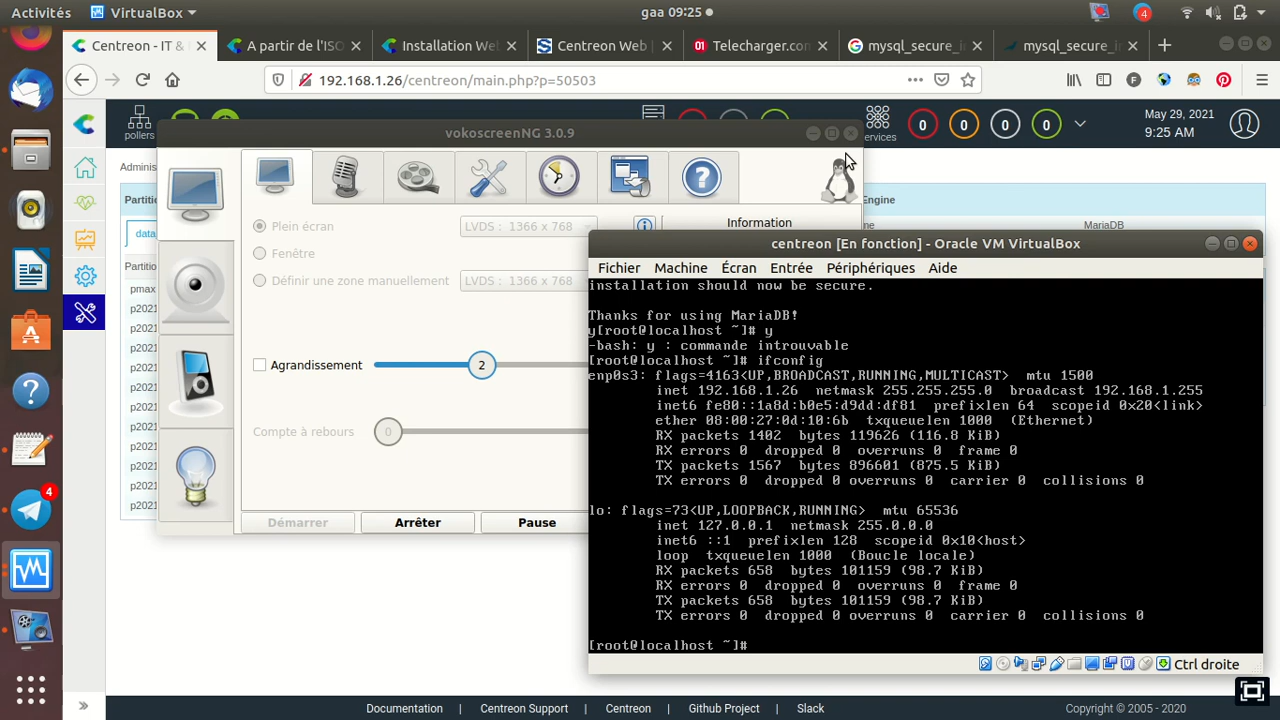 Activités
VirtualBox
gaa 09:25
4
Centreon - IT &
A partir de l'ISO
Installation We
Centreon Web |
Telecharger.con
mysql_secure_i
mysql_secure_i
192.168.1.26/centreon/main.php?p=50503
pollers
services
0
0
0
0
May 29, 2021
9:25 AM
Adminis
vokoscreenNG 3.0.9
Partit
Engine
data
MariaDB
Partitio
pmax
p2021
p2021
p2021
p2021
p2021
p2021
p2021
p2021
p2021
Plein écran
LVDS : 1366 x 768
Information
Fenêtre
Définir une zone manuellement
LVDS : 1366 x 768
Agrandissement
2
Compte à rebours
0
Démarrer
Arrêter
Pause
centreon [En fonction] - Oracle VM VirtualBox
Fichier Machine Écran Entrée Périphériques Aide
installation should now be secure.
Thanks for using MariaDB!
y[root@localhost ~]# y
-bash: y : commande introuvable
[root@localhost ~]# ifconfig
enp0s3: flags=4163<UP,BROADCAST,RUNNING,MULTICAST>  mtu 1500
inet 192.168.1.26  netmask 255.255.255.0  broadcast 192.168.1.255
inet6 fe80::1a8d:b0e5:d9dd:df81  prefixlen 64  scopeid 0x20<link>
ether 08:00:27:0d:10:6b  txqueuelen 1000  (Ethernet)
RX packets 1402  bytes 119626 (116.8 KiB)
RX errors 0  dropped 0  overruns 0  frame 0
TX packets 1567  bytes 896601 (875.5 KiB)
TX errors 0  dropped 0 overruns 0  carrier 0  collisions 0
lo: flags=73<UP,LOOPBACK,RUNNING>  mtu 65536
inet 127.0.0.1  netmask 255.0.0.0
inet6 ::1  prefixlen 128  scopeid 0x10<host>
loop  txqueuelen 1000  (Boucle locale)
RX packets 658  bytes 101159 (98.7 KiB)
RX errors 0  dropped 0  overruns 0  frame 0
TX packets 658  bytes 101159 (98.7 KiB)
TX errors 0  dropped 0 overruns 0  carrier 0  collisions 0
[root@localhost ~]#
Ctrl droite
4
Documentation
Centreon Support
Centreon
Github Project
Slack
Copyright © 2005 - 2020